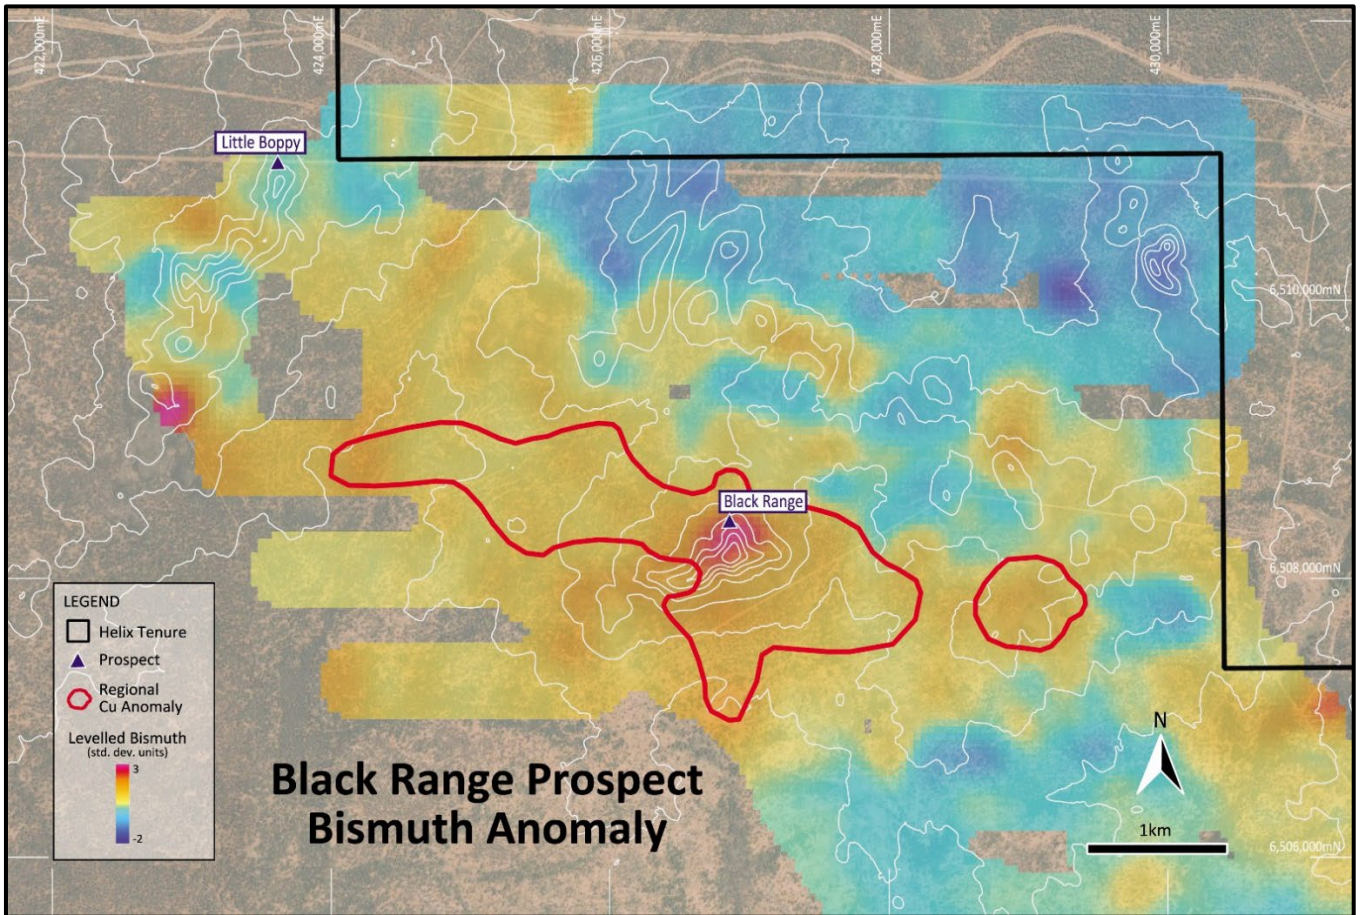 422,000mE
424,000mE
426,000mE
428,000mE
430,000mE
Little Boppy
6,510,000mN
Black Range
6,508,000mN
LEGEND
Helix Tenure
Prospect
Regional
Cu Anomaly
Levelled Bismuth
(std. dev. units)
3
-2
Black Range Prospect
Bismuth Anomaly
N
1km
6,506,000mN